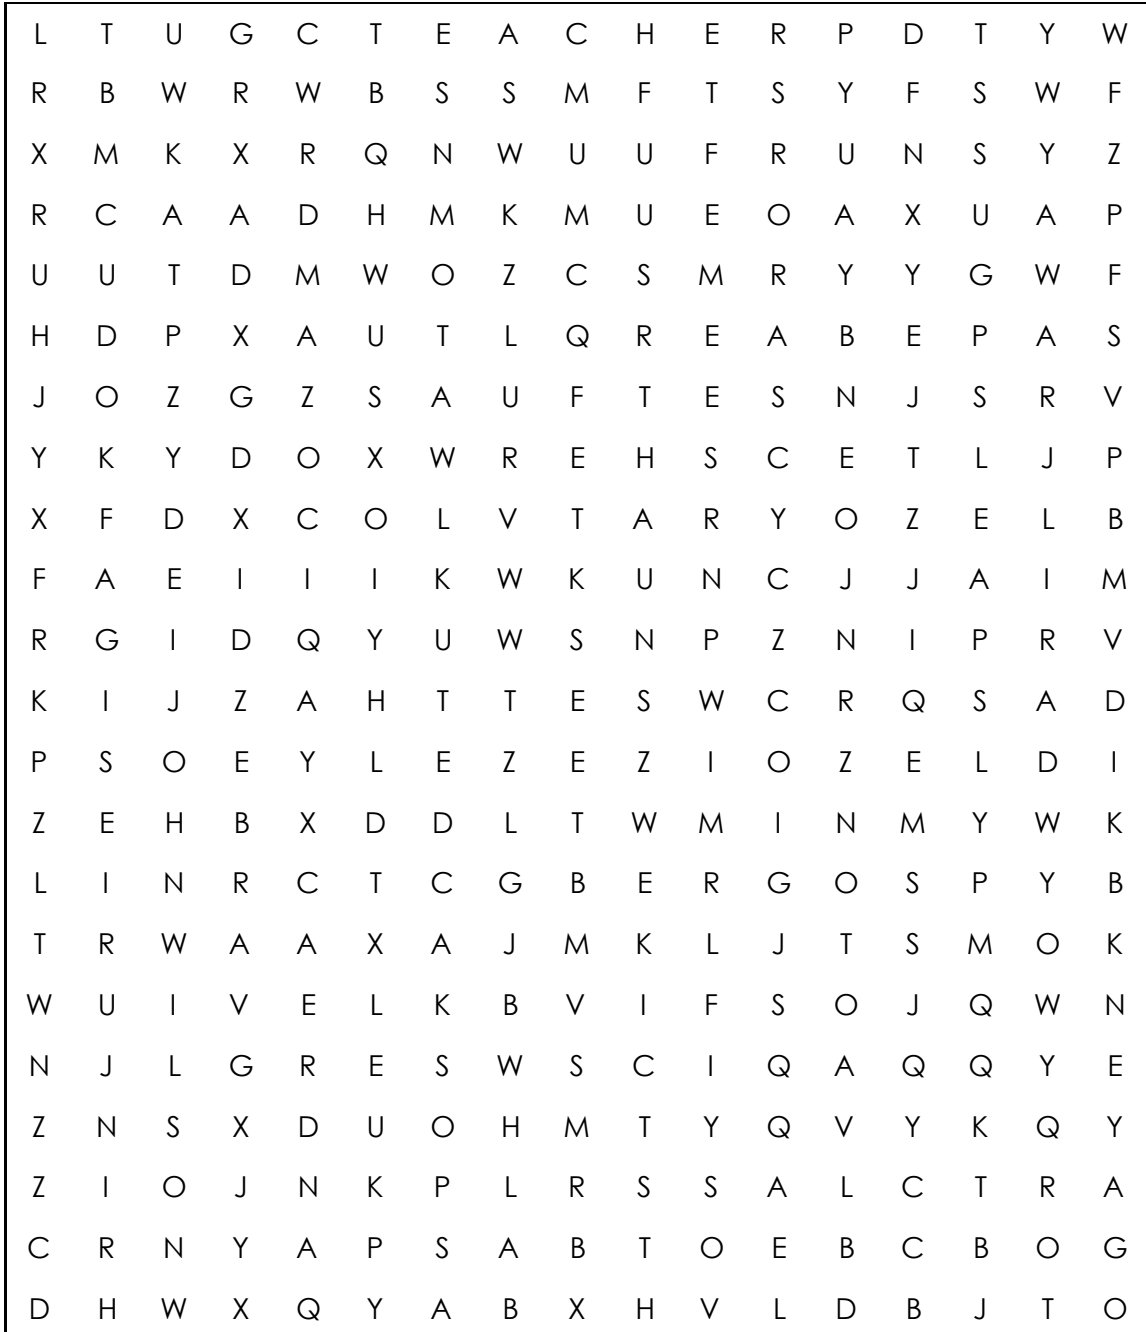 L T U G C T E A C H E R P D T Y W
R B W R W B S S M F T S Y F S W F
X M K X R Q N W U U F R U N S Y Z
R C A A D H M K M U E O A X U A P
U U T D M W O Z C S M R Y Y G W F
H D P X A U T L Q R E A B E P A S
J O Z G Z S A U F T E S N J S R V
Y K Y D O X W R E H S C E T L J P
X F D X C O L V T A R Y O Z E L B
F A E I I I K W K U N C J J A I M
R G I D Q Y U W S N P Z N I P R V
K I J Z A H T T E S W C R Q S A D
P S O E Y L E Z E Z I O Z E L D I
Z E H B X D D L T W M I N M Y W K
L I N R C T C G B E R G O S P Y B
T R W A A X A J M K L J T S M O K
W U I V E L K B V I F S O J Q W N
N J L G R E S W S C I Q A Q Q Y E
Z N S X D U O H M T Y Q V Y K Q Y
Z I O J N K P L R S S A L C T R A
C R N Y A P S A B T O E B C B O G
D H W X Q Y A B X H V L D B J T O